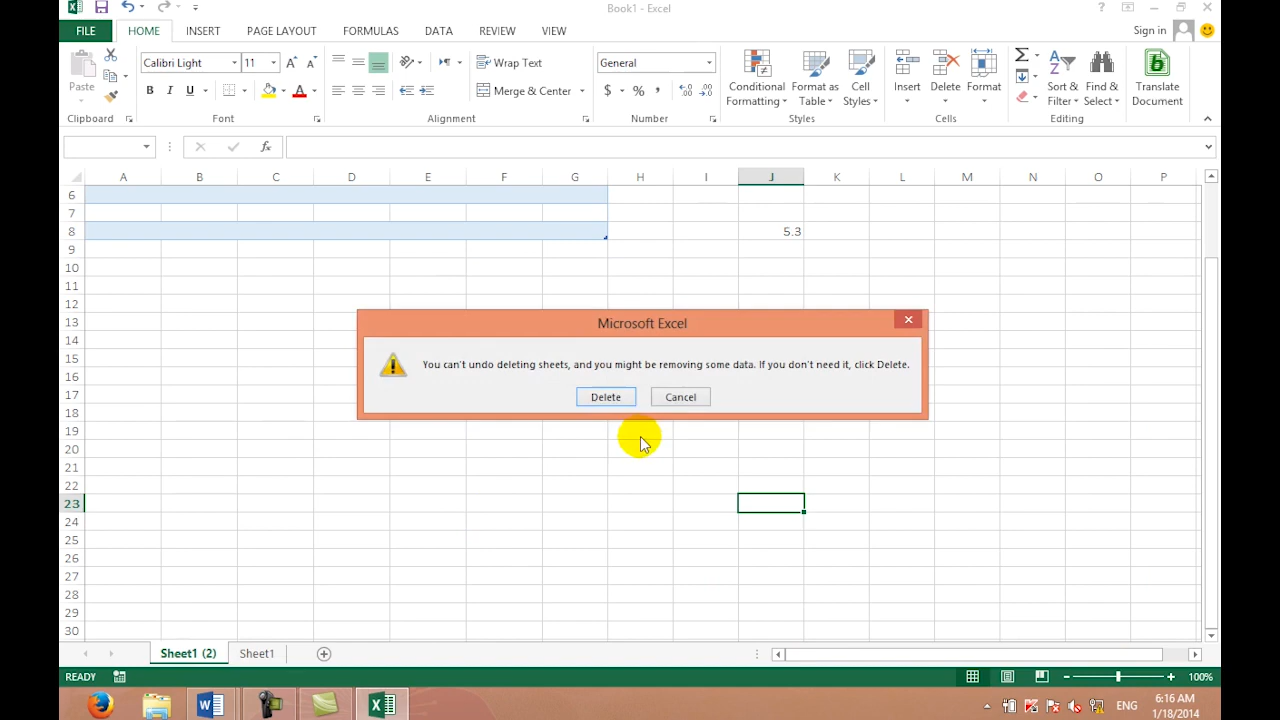 Book1 - Excel
FILE HOME INSERT PAGE LAYOUT FORMULAS DATA REVIEW VIEW Sign in
Calibri Light 11 Wrap Text General
Paste B I U Merge & Center $ % , Conditional Formatting Format as Table Cell Styles Insert Delete Format Sort & Filter Find & Select Translate Document
Clipboard Font Alignment Number Styles Cells Editing
fx
A B C D E F G H I J K L M N O P
6
7
8 5.3
9
10
11
12
13
14
15
16
17
18
19
20
21
22
23
24
25
26
27
28
29
30
Microsoft Excel
You can't undo deleting sheets, and you might be removing some data. If you don't need it, click Delete.
Delete Cancel
Sheet1 (2) Sheet1
READY 100%
ENG 6:16 AM
1/18/2014